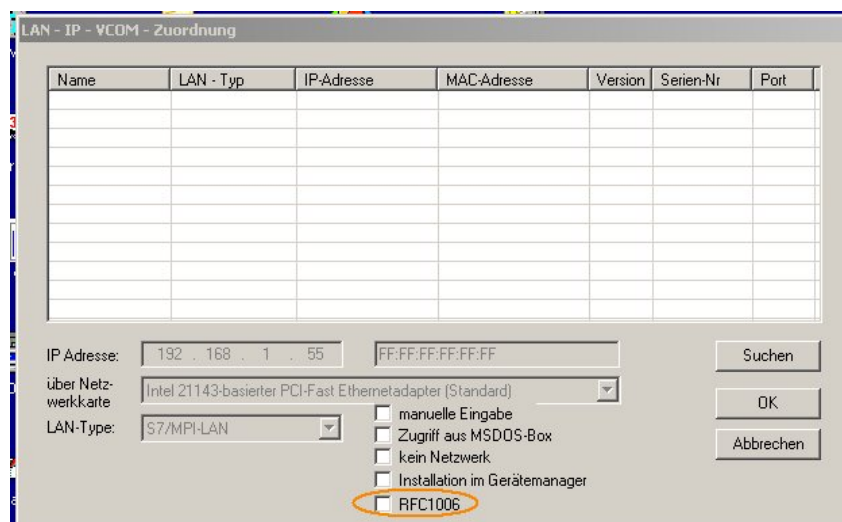 LAN - IP - VCOM - Zuordnung
Name LAN - Typ IP-Adresse MAC-Adresse Version Serien-Nr Port
IP Adresse: 192 . 168 . 1 . 55 FF:FF:FF:FF:FF:FF Suchen
über Netz-
werkkarte Intel 21143-basierter PCI-Fast Ethernetadapter (Standard)
OK
LAN-Type: S7/MPI-LAN
manuelle Eingabe
Zugriff aus MSDOS-Box
Abbrechen
kein Netzwerk
Installation im Gerätemanager
RFC1006